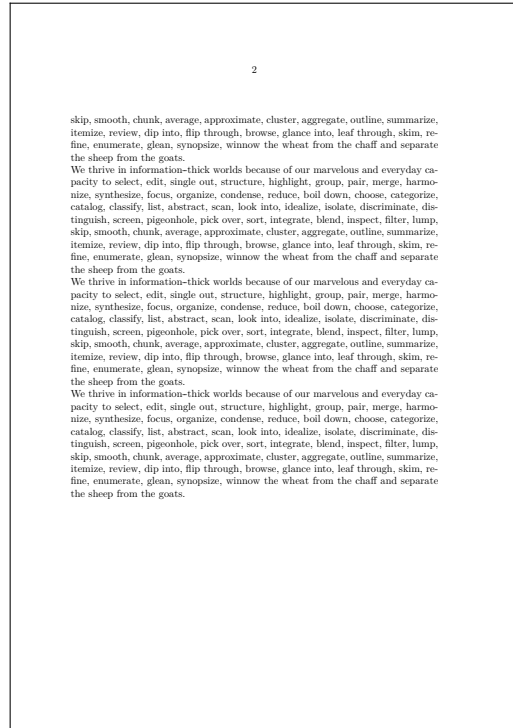 2
skip, smooth, chunk, average, approximate, cluster, aggregate, outline, summarize,
itemize, review, dip into, flip through, browse, glance into, leaf through, skim, re-
fine, enumerate, glean, synopsize, winnow the wheat from the chaff and separate
the sheep from the goats.
We thrive in information-thick worlds because of our marvelous and everyday ca-
pacity to select, edit, single out, structure, highlight, group, pair, merge, harmo-
nize, synthesize, focus, organize, condense, reduce, boil down, choose, categorize,
catalog, classify, list, abstract, scan, look into, idealize, isolate, discriminate, dis-
tinguish, screen, pigeonhole, pick over, sort, integrate, blend, inspect, filter, lump,
skip, smooth, chunk, average, approximate, cluster, aggregate, outline, summarize,
itemize, review, dip into, flip through, browse, glance into, leaf through, skim, re-
fine, enumerate, glean, synopsize, winnow the wheat from the chaff and separate
the sheep from the goats.
We thrive in information-thick worlds because of our marvelous and everyday ca-
pacity to select, edit, single out, structure, highlight, group, pair, merge, harmo-
nize, synthesize, focus, organize, condense, reduce, boil down, choose, categorize,
catalog, classify, list, abstract, scan, look into, idealize, isolate, discriminate, dis-
tinguish, screen, pigeonhole, pick over, sort, integrate, blend, inspect, filter, lump,
skip, smooth, chunk, average, approximate, cluster, aggregate, outline, summarize,
itemize, review, dip into, flip through, browse, glance into, leaf through, skim, re-
fine, enumerate, glean, synopsize, winnow the wheat from the chaff and separate
the sheep from the goats.
We thrive in information-thick worlds because of our marvelous and everyday ca-
pacity to select, edit, single out, structure, highlight, group, pair, merge, harmo-
nize, synthesize, focus, organize, condense, reduce, boil down, choose, categorize,
catalog, classify, list, abstract, scan, look into, idealize, isolate, discriminate, dis-
tinguish, screen, pigeonhole, pick over, sort, integrate, blend, inspect, filter, lump,
skip, smooth, chunk, average, approximate, cluster, aggregate, outline, summarize,
itemize, review, dip into, flip through, browse, glance into, leaf through, skim, re-
fine, enumerate, glean, synopsize, winnow the wheat from the chaff and separate
the sheep from the goats.